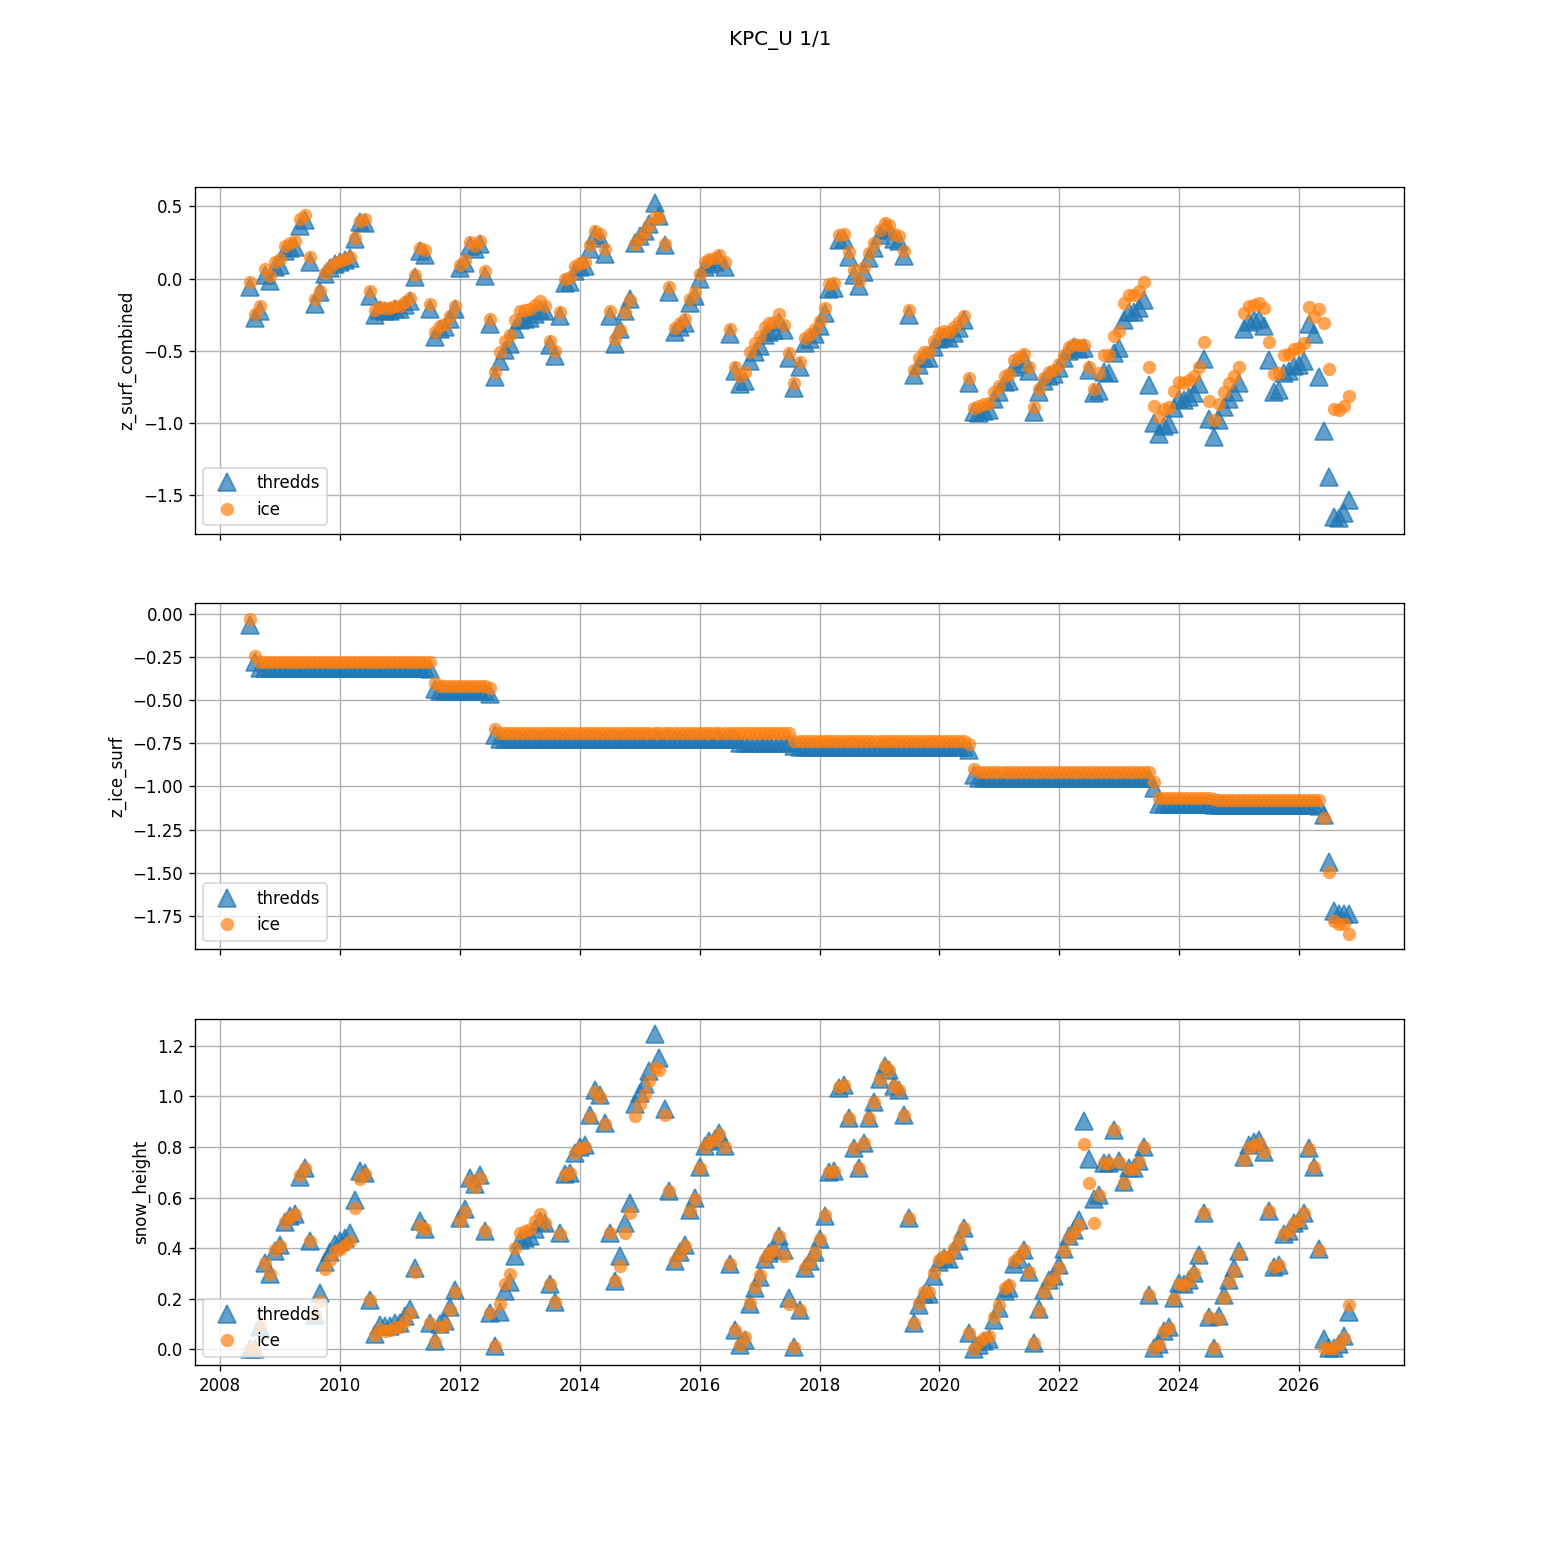 KPC_U 1/1
0.5
0.0
−0.5
−1.0
−1.5
z_surf_combined
thredds
ice
0.00
−0.25
−0.50
−0.75
−1.00
−1.25
−1.50
−1.75
z_ice_surf
thredds
ice
1.2
1.0
0.8
0.6
0.4
0.2
0.0
snow_height
thredds
ice
2008 2010 2012 2014 2016 2018 2020 2022 2024 2026